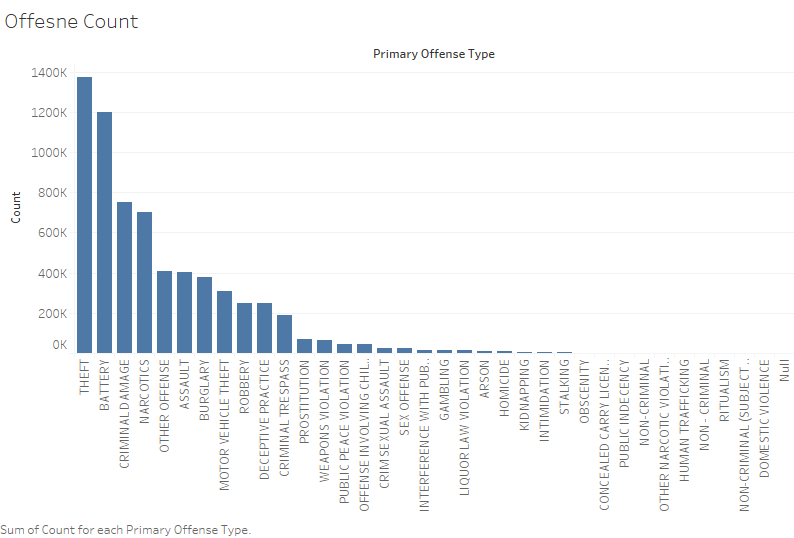 Offesne Count
Primary Offense Type
Count
1400K
1200K
1000K
800K
600K
400K
200K
0K
THEFT
BATTERY
CRIMINAL DAMAGE
NARCOTICS
OTHER OFFENSE
ASSAULT
BURGLARY
MOTOR VEHICLE THEFT
ROBBERY
DECEPTIVE PRACTICE
CRIMINAL TRESPASS
PROSTITUTION
WEAPONS VIOLATION
PUBLIC PEACE VIOLATION
OFFENSE INVOLVING CHIL..
CRIM SEXUAL ASSAULT
SEX OFFENSE
INTERFERENCE WITH PUB..
GAMBLING
LIQUOR LAW VIOLATION
ARSON
HOMICIDE
KIDNAPPING
INTIMIDATION
STALKING
OBSCENITY
CONCEALED CARRY LICEN..
PUBLIC INDECENCY
NON-CRIMINAL
OTHER NARCOTIC VIOLATI..
HUMAN TRAFFICKING
NON - CRIMINAL
RITUALISM
NON-CRIMINAL (SUBJECT ..
DOMESTIC VIOLENCE
Null
Sum of Count for each Primary Offense Type.